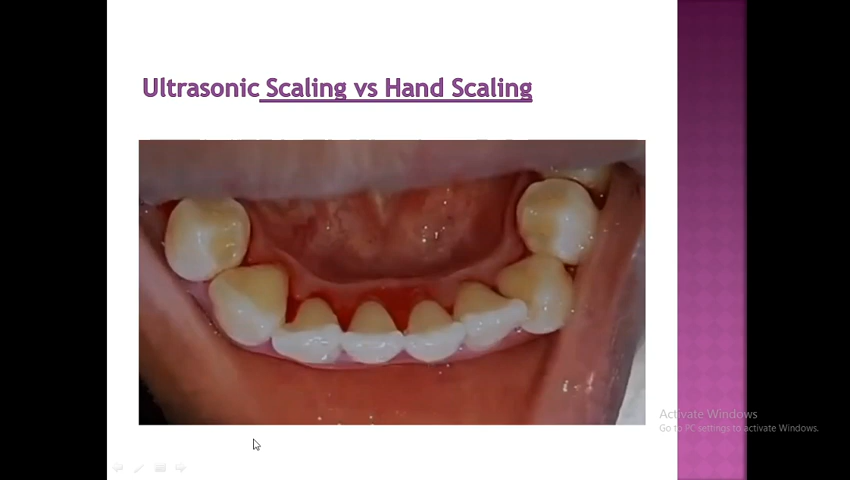 Ultrasonic Scaling vs Hand Scaling
Activate Windows
Go to PC settings to activate Windows.